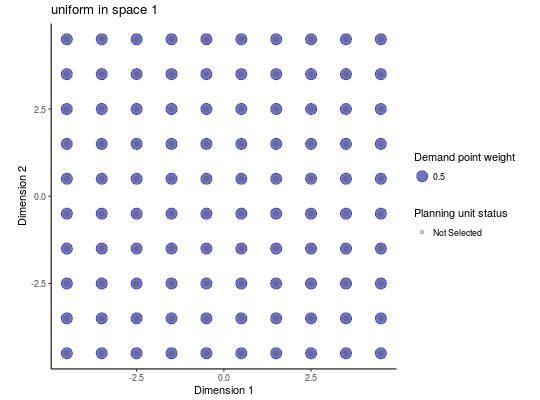 uniform in space 1
Dimension 2
2.5
0.0
-2.5
-2.5
0.0
2.5
Dimension 1
Demand point weight
0.5
Planning unit status
Not Selected